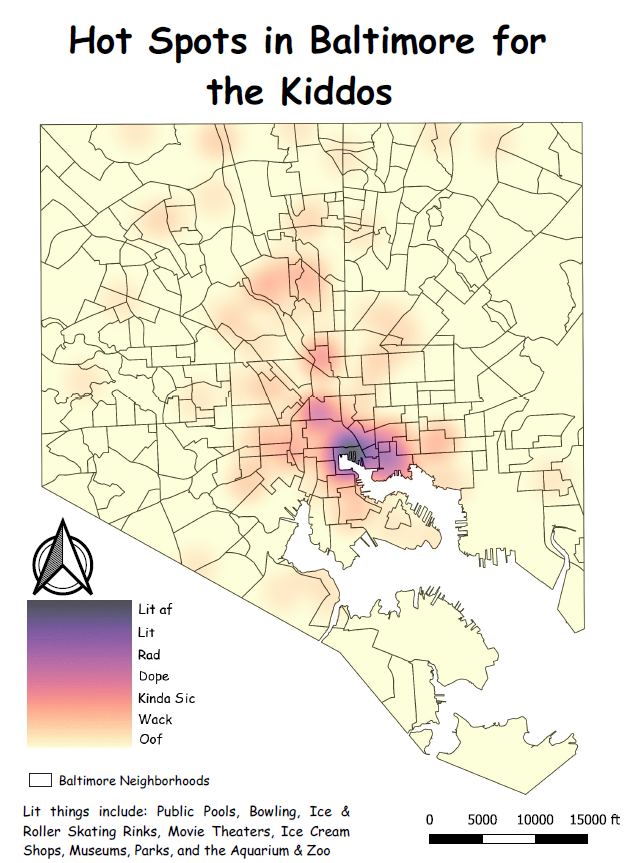 Hot Spots in Baltimore for
the Kiddos
Lit af
Lit
Rad
Dope
Kinda Sic
Wack
Oof
Baltimore Neighborhoods
Lit things include: Public Pools, Bowling, Ice &
Roller Skating Rinks, Movie Theaters, Ice Cream
Shops, Museums, Parks, and the Aquarium & Zoo
0 5000 10000 15000 ft